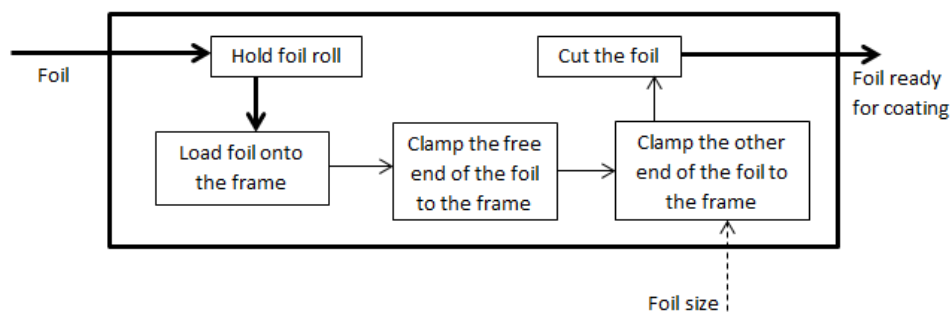 Foil
Hold foil roll
Load foil onto
the frame
Clamp the free
end of the foil
to the frame
Clamp the other
end of the foil to
the frame
Cut the foil
Foil ready
for coating
Foil size